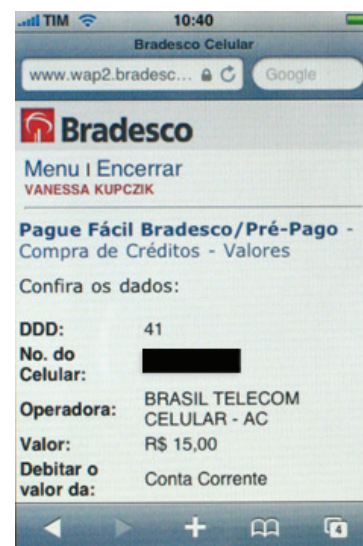 TIM 10:40
Bradesco Celular
www.wap2.bradesc... Google
Bradesco
Menu | Encerrar
VANESSA KUPCZIK
Pague Fácil Bradesco/Pré-Pago -
Compra de Créditos - Valores
Confira os dados:
DDD: 41
No. do
Celular:
Operadora: BRASIL TELECOM
CELULAR - AC
Valor: R$ 15,00
Debitar o
valor da: Conta Corrente
4